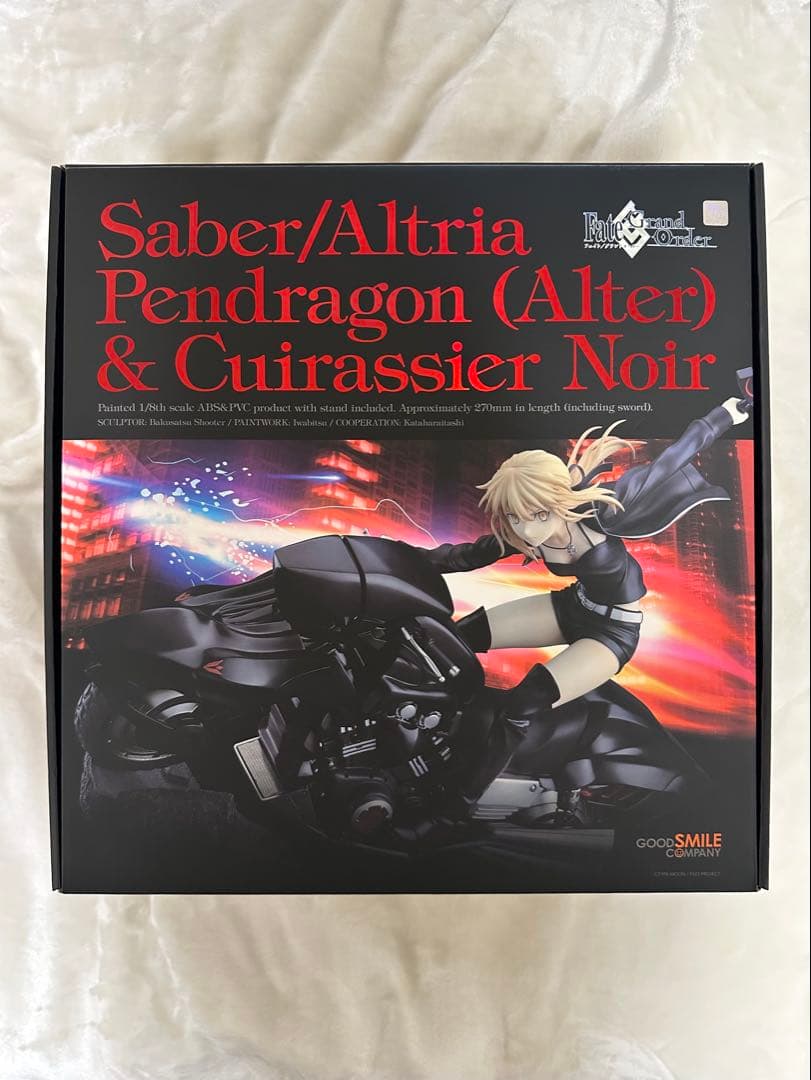 Saber/Altria
Pendragon (Alter)
& Cuirassier Noir
Fate/Grand Order
Painted 1/8th scale ABS&PVC product with stand included. Approximately 270mm in length (including sword).
SCULPTOR: Bakusatsu Shooter / PAINTWORK: Iwabitsu / COOPERATION: Kataharaitashi
GOOD SMILE
COMPANY